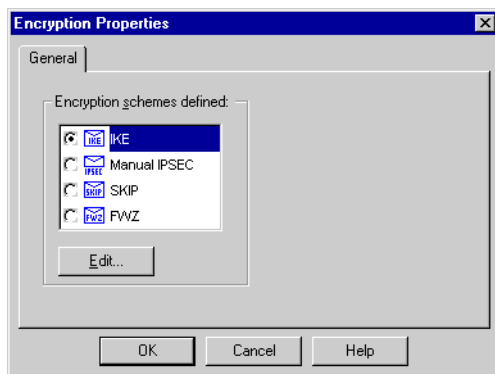 Encryption Properties
General
Encryption schemes defined:
IKE IKE
IPSEC Manual IPSEC
SKIP SKIP
FWZ FWZ
Edit...
OK Cancel Help